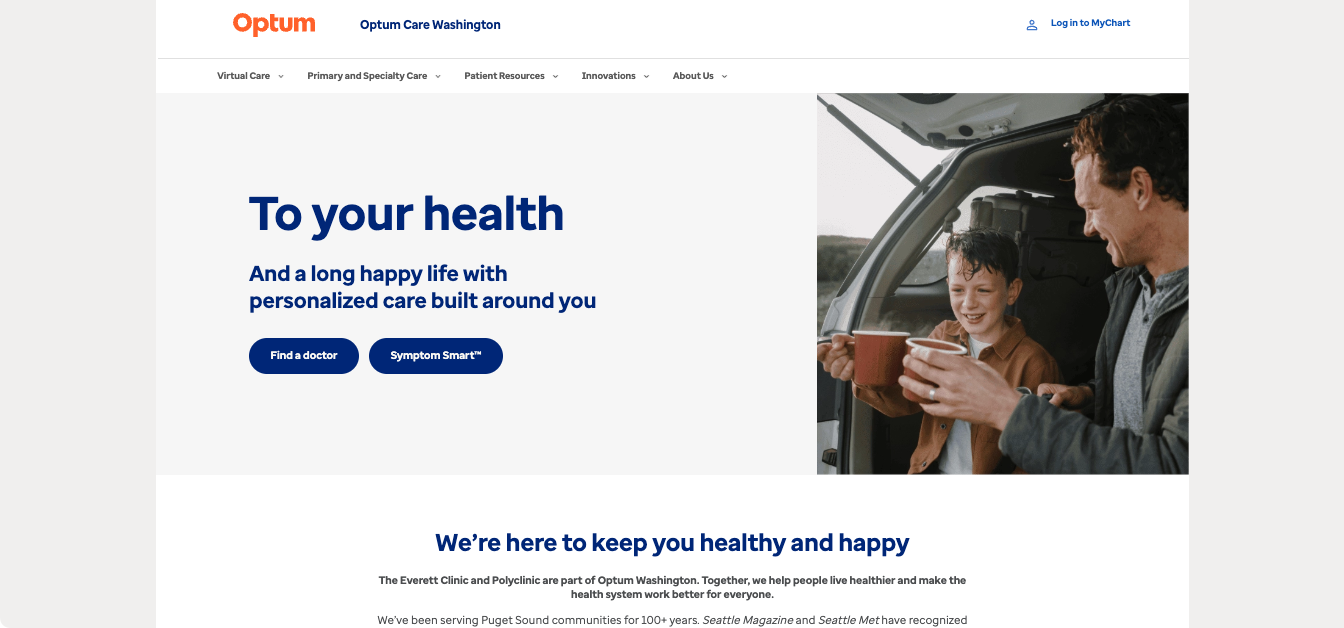 Optum
Optum Care Washington
Log in to MyChart
Virtual Care
Primary and Specialty Care
Patient Resources
Innovations
About Us
To your health
And a long happy life with
personalized care built around you
Find a doctor
Symptom Smart™
We’re here to keep you healthy and happy
The Everett Clinic and Polyclinic are part of Optum Washington. Together, we help people live healthier and make the
health system work better for everyone.
We've been serving Puget Sound communities for 100+ years. Seattle Magazine and Seattle Met have recognized